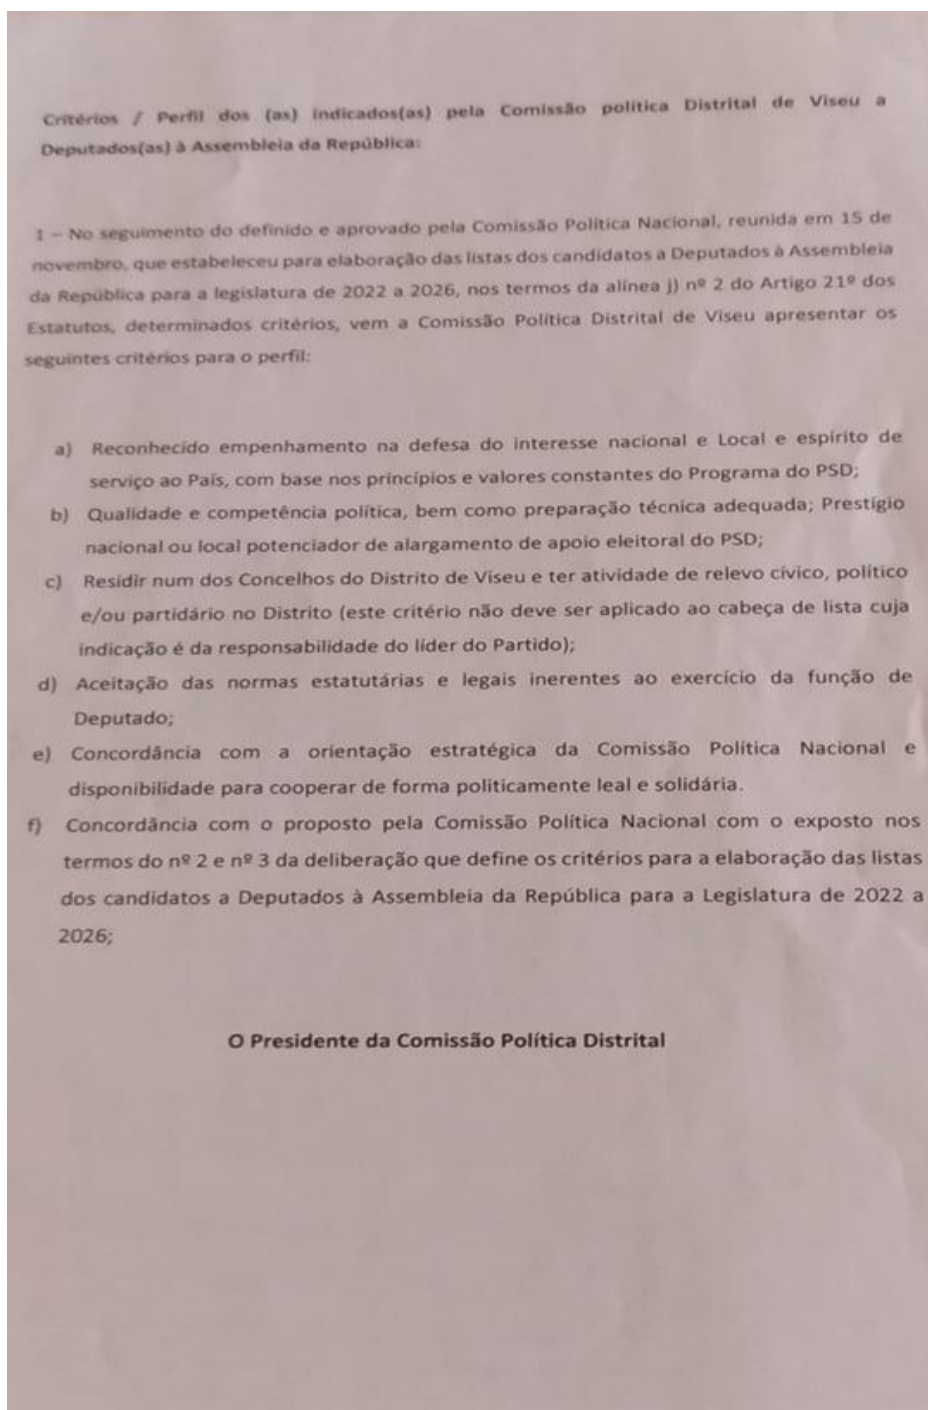 Critérios / Perfil dos (as) indicados(as) pela Comissão política Distrital de Viseu a
Deputados(as) à Assembleia da República:
1 – No seguimento do definido e aprovado pela Comissão Política Nacional, reunida em 15 de
novembro, que estabeleceu para elaboração das listas dos candidatos a Deputados à Assembleia
da República para a legislatura de 2022 a 2026, nos termos da alínea j) nº 2 do Artigo 21º dos
Estatutos, determinados critérios, vem a Comissão Política Distrital de Viseu apresentar os
seguintes critérios para o perfil:
a) Reconhecido empenhamento na defesa do interesse nacional e Local e espírito de
serviço ao País, com base nos princípios e valores constantes do Programa do PSD;
b) Qualidade e competência política, bem como preparação técnica adequada; Prestígio
nacional ou local potenciador de alargamento de apoio eleitoral do PSD;
c) Residir num dos Concelhos do Distrito de Viseu e ter atividade de relevo cívico, político
e/ou partidário no Distrito (este critério não deve ser aplicado ao cabeça de lista cuja
indicação é da responsabilidade do líder do Partido);
d) Aceitação das normas estatutárias e legais inerentes ao exercício da função de
Deputado;
e) Concordância com a orientação estratégica da Comissão Política Nacional e
disponibilidade para cooperar de forma politicamente leal e solidária.
f) Concordância com o proposto pela Comissão Política Nacional com o exposto nos
termos do nº 2 e nº 3 da deliberação que define os critérios para a elaboração das listas
dos candidatos a Deputados à Assembleia da República para a Legislatura de 2022 a
2026;
O Presidente da Comissão Política Distrital